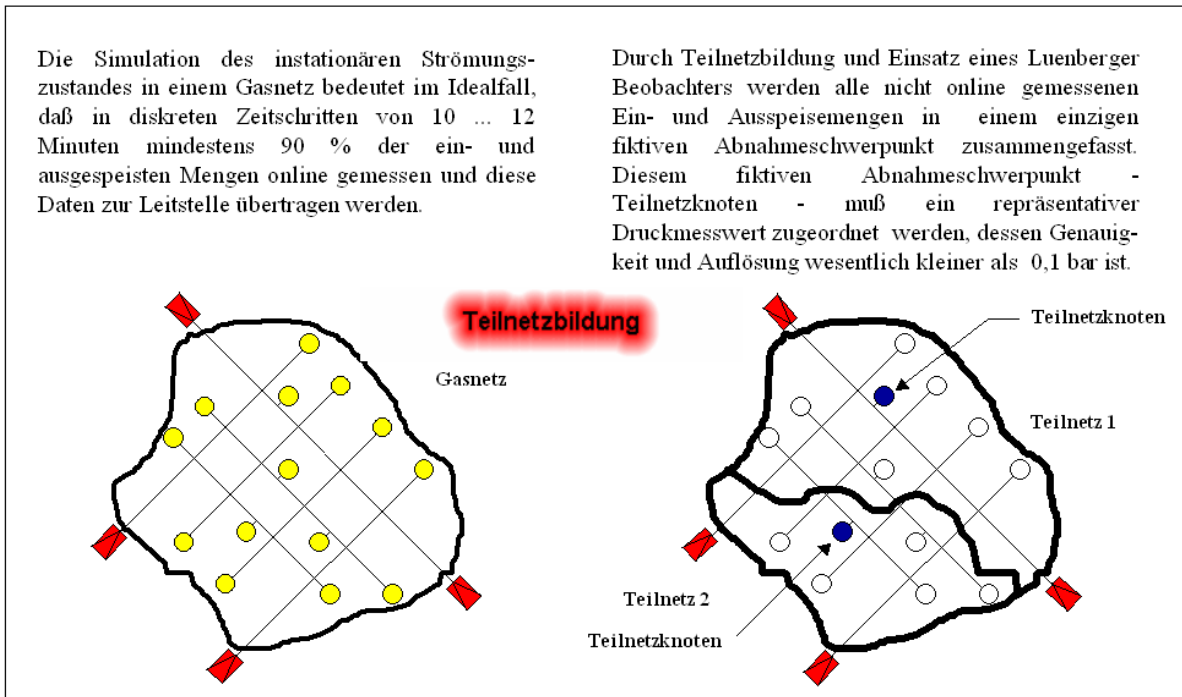 Die Simulation des instationären Strömungs-
zustandes in einem Gasnetz bedeutet im Idealfall,
daß in diskreten Zeitschritten von 10 ... 12
Minuten mindestens 90 % der ein- und
ausgespeisten Mengen online gemessen und diese
Daten zur Leitstelle übertragen werden.
Durch Teilnetzbildung und Einsatz eines Luenberger
Beobachters werden alle nicht online gemessenen
Ein- und Ausspeisemengen in einem einzigen
fiktiven Abnahmeschwerpunkt zusammengefasst.
Diesem fiktiven Abnahmeschwerpunkt -
Teilnetzknoten - muß ein repräsentativer
Druckmesswert zugeordnet werden, dessen Genauig-
keit und Auflösung wesentlich kleiner als 0,1 bar ist.
Teilnetzbildung
Gasnetz
Teilnetzknoten
Teilnetz 1
Teilnetz 2
Teilnetzknoten